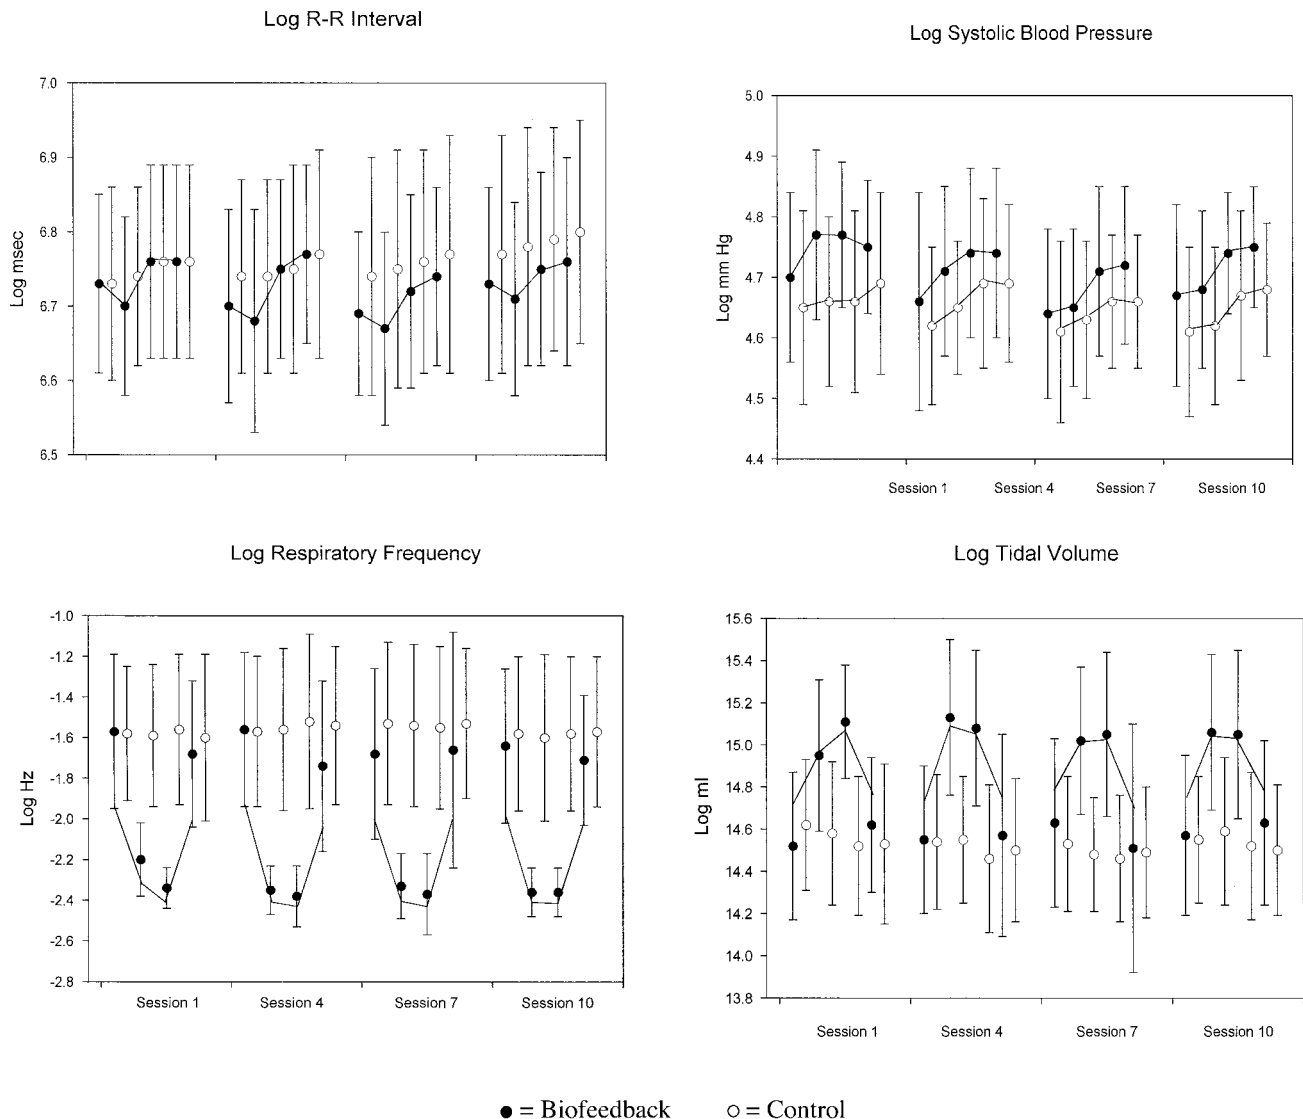 Log R-R Interval
Log msec
7.0
6.9
6.8
6.7
6.6
6.5
Log Systolic Blood Pressure
Log mm Hg
5.0
4.9
4.8
4.7
4.6
4.5
4.4
Session 1 Session 4 Session 7 Session 10
Log Respiratory Frequency
Log Hz
-1.0
-1.2
-1.4
-1.6
-1.8
-2.0
-2.2
-2.4
-2.6
-2.8
Session 1 Session 4 Session 7 Session 10
Log Tidal Volume
Log ml
15.6
15.4
15.2
15.0
14.8
14.6
14.4
14.2
14.0
13.8
Session 1 Session 4 Session 7 Session 10
● = Biofeedback ○ = Control